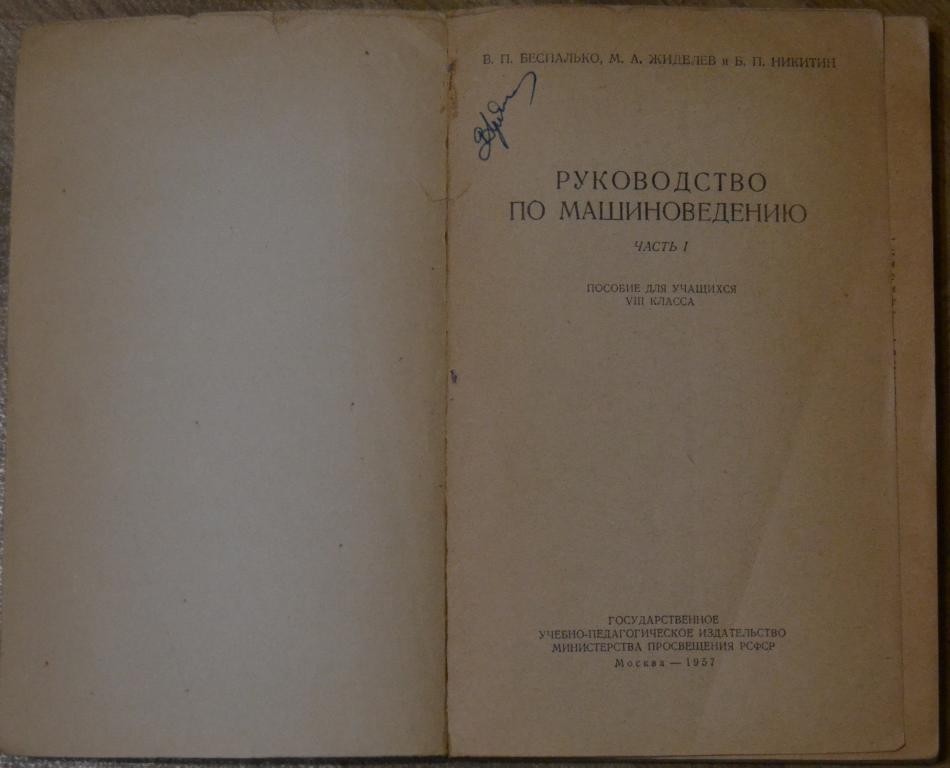 В. П. БЕСПАЛЬКО, М. А. ЖИДЕЛЕВ и Б. П. НИКИТИН
РУКОВОДСТВО
ПО МАШИНОВЕДЕНИЮ
ЧАСТЬ I
ПОСОБИЕ ДЛЯ УЧАЩИХСЯ
VIII КЛАССА
ГОСУДАРСТВЕННОЕ
УЧЕБНО-ПЕДАГОГИЧЕСКОЕ ИЗДАТЕЛЬСТВО
МИНИСТЕРСТВА ПРОСВЕЩЕНИЯ РСФСР
Москва — 1957